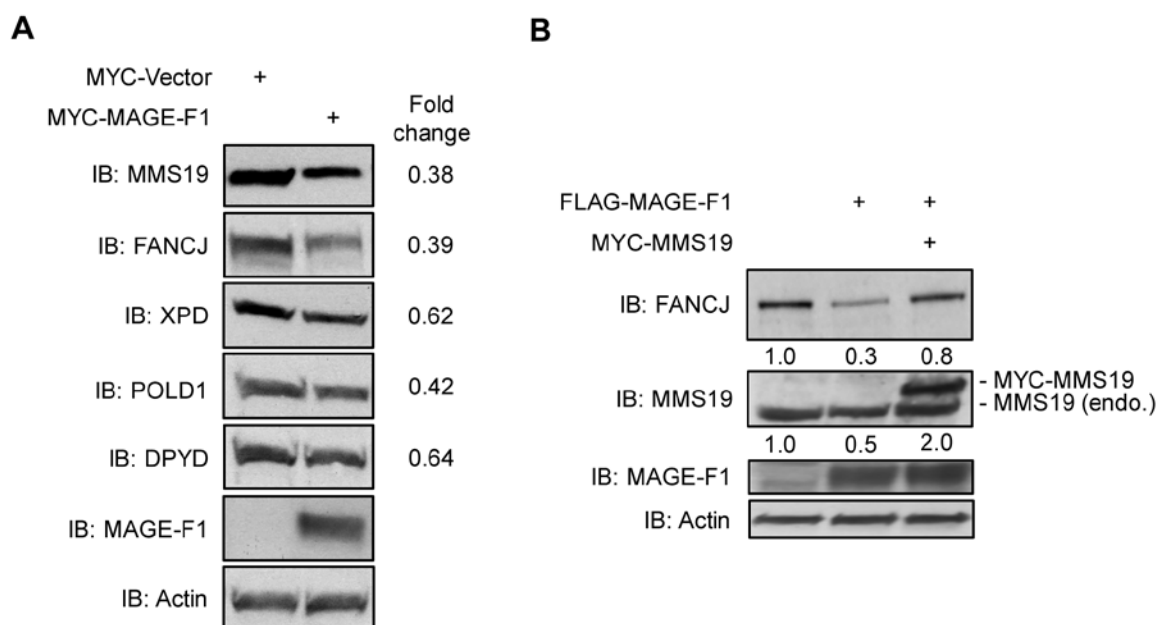 A
MYC-Vector +
MYC-MAGE-F1 +
Fold
change
IB: MMS19 0.38
IB: FANCJ 0.39
IB: XPD 0.62
IB: POLD1 0.42
IB: DPYD 0.64
IB: MAGE-F1
IB: Actin
B
FLAG-MAGE-F1 + +
MYC-MMS19 +
IB: FANCJ
1.0 0.3 0.8
IB: MMS19 - MYC-MMS19
- MMS19 (endo.)
1.0 0.5 2.0
IB: MAGE-F1
IB: Actin